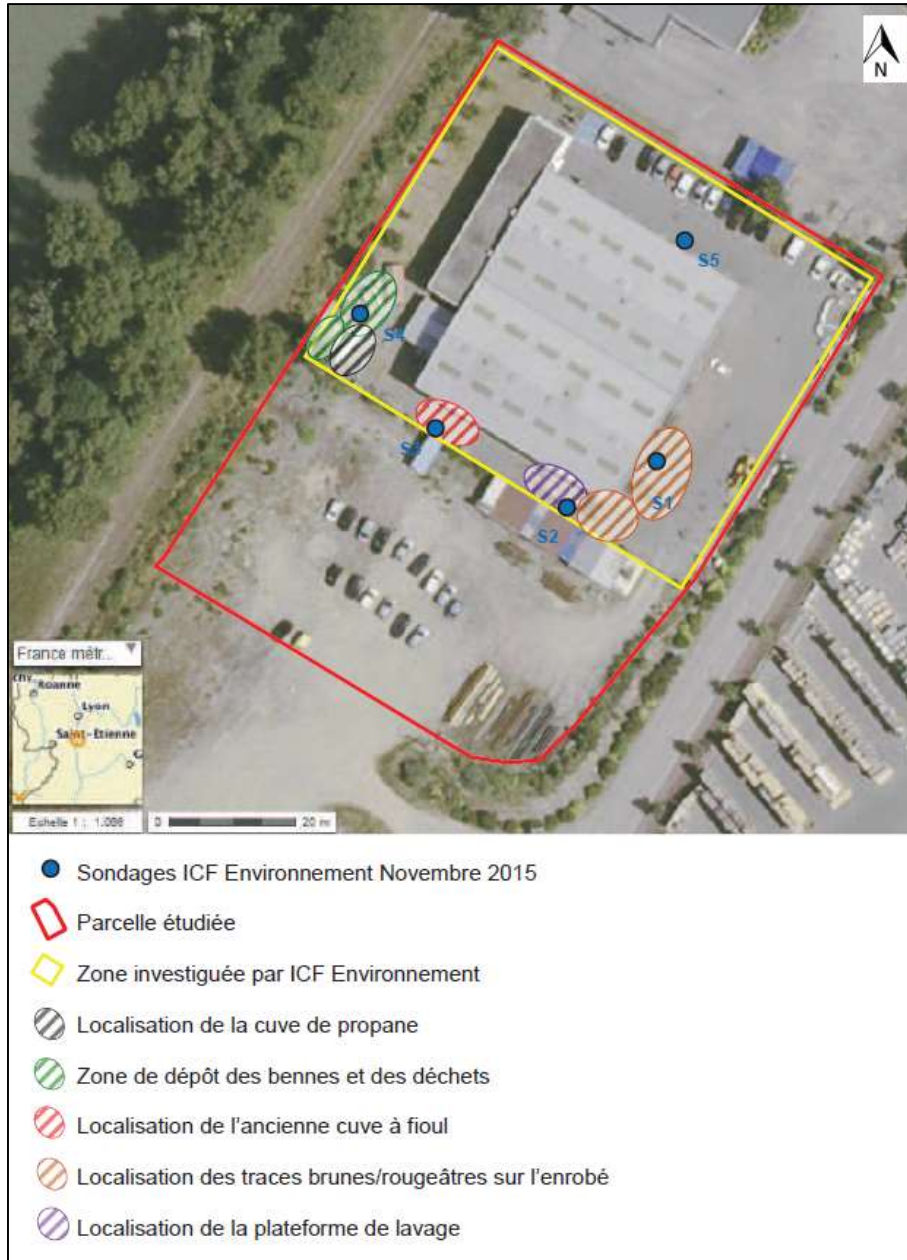 N
S5
S4
S3
S1
S2
France métr...
Roanne
Lyon
Saint-Etienne
Echelle 1 : 1.066
0 20 m
Sondages ICF Environnement Novembre 2015
Parcelle étudiée
Zone investiguée par ICF Environnement
Localisation de la cuve de propane
Zone de dépôt des bennes et des déchets
Localisation de l'ancienne cuve à fioul
Localisation des traces brunes/rougeâtres sur l'enrobé
Localisation de la plateforme de lavage